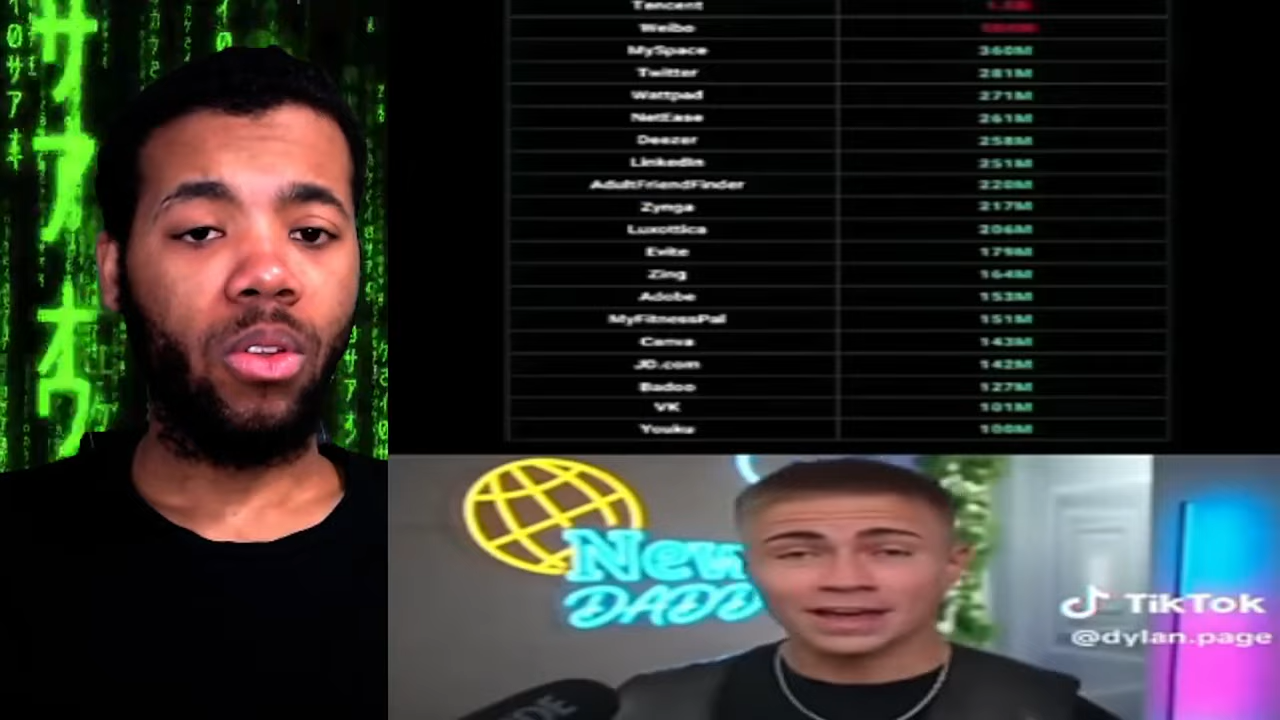 Tencent
Weibo
MySpace 360M
Twitter 281M
Wattpad 271M
NetEase 261M
Deezer 258M
LinkedIn 251M
AdultFriendFinder 220M
Zynga 217M
Luxottica 206M
Evite 179M
Zing 164M
Adobe 153M
MyFitnessPal 151M
Canva 143M
JD.com 142M
Badoo 127M
VK 101M
Youku 100M
New
DADD
TikTok
@dylan.page